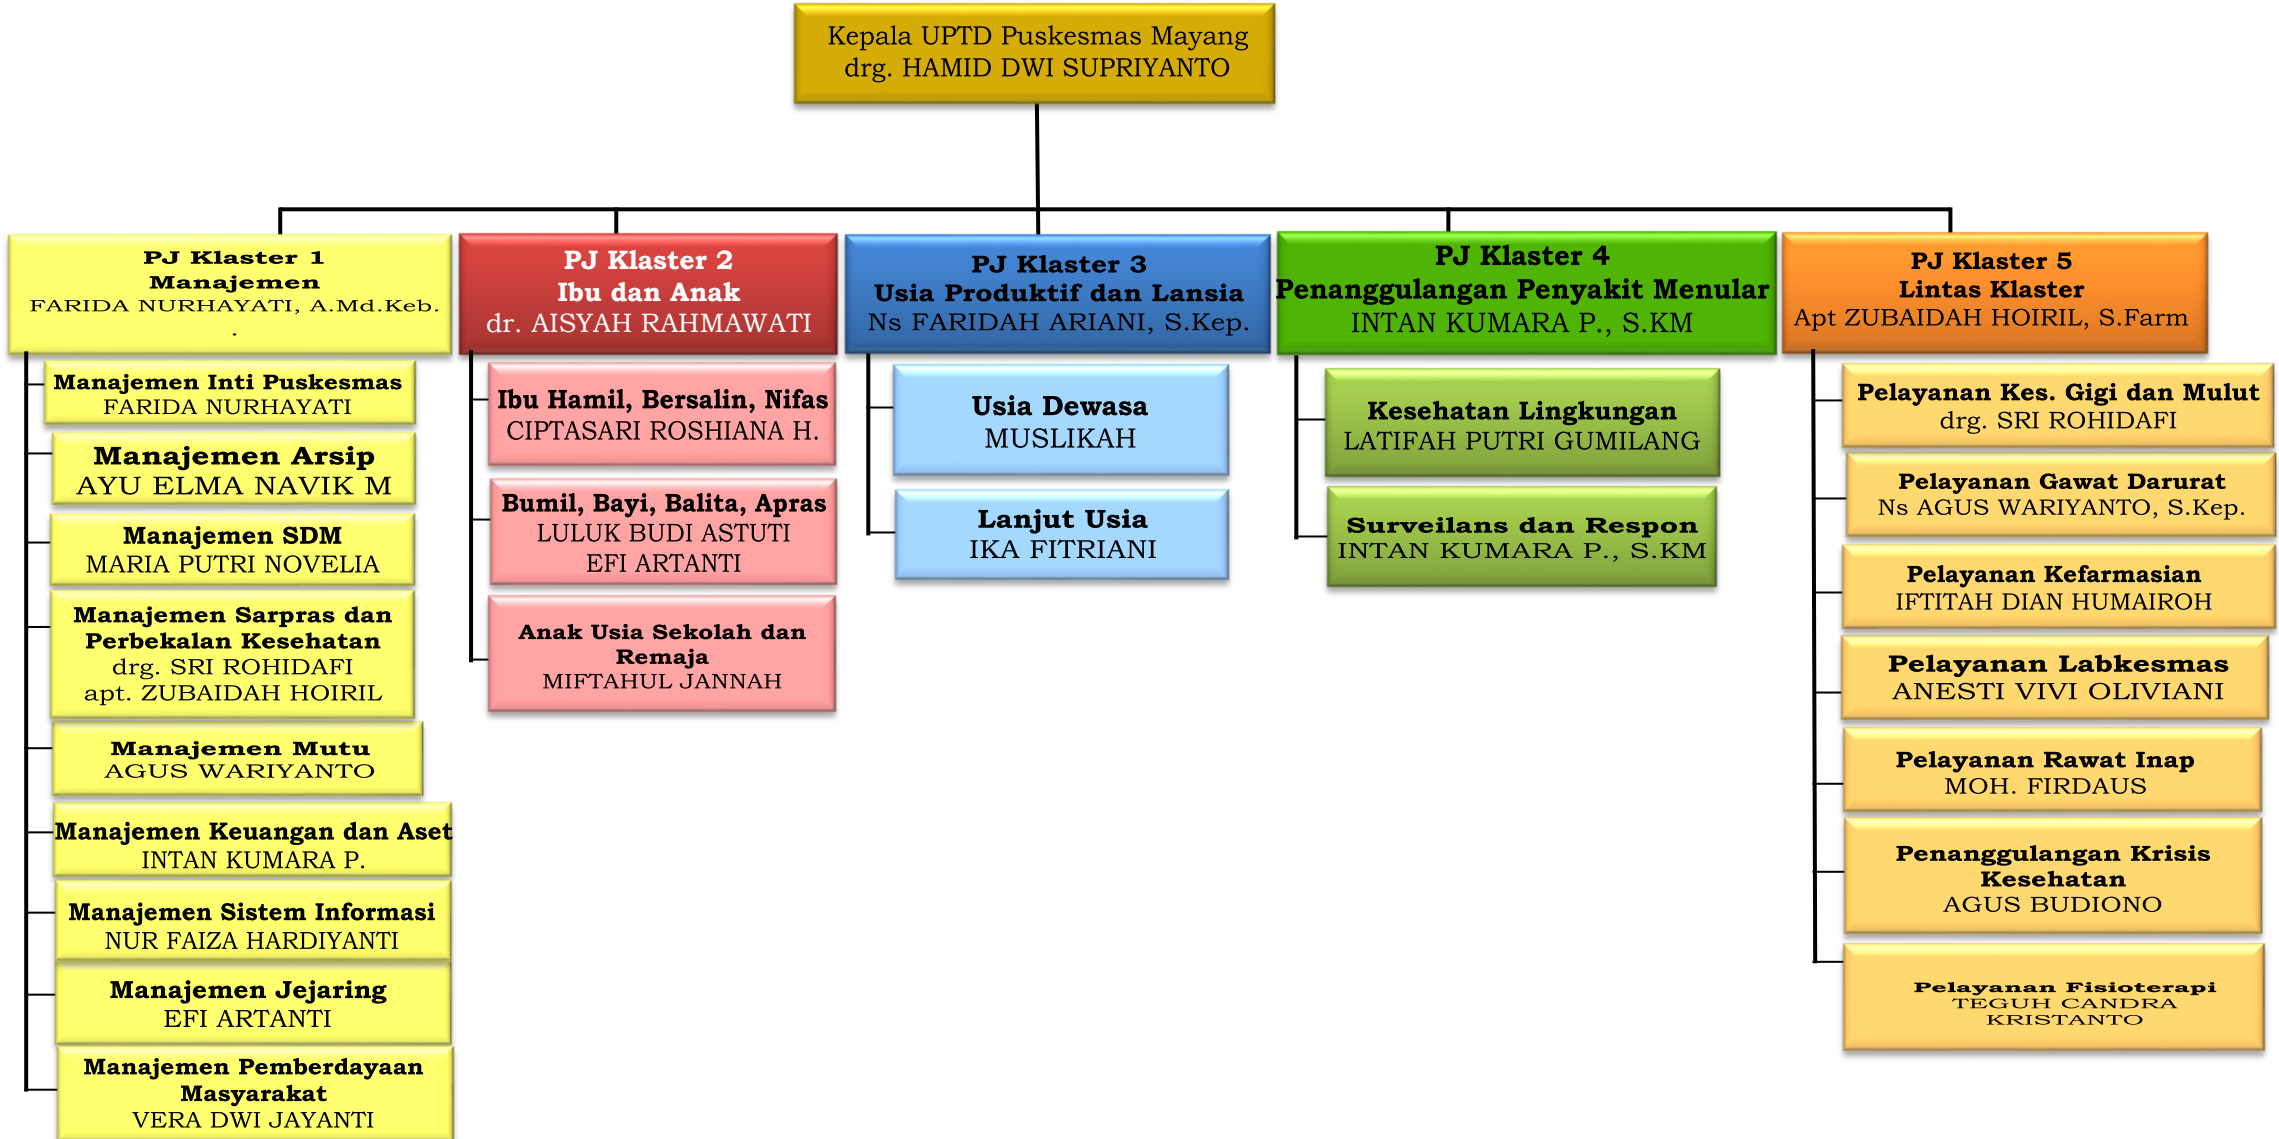 Kepala UPTD Puskesmas Mayang
drg. HAMID DWI SUPRIYANTO
PJ Klaster 1
Manajemen
FARIDA NURHAYATI, A.Md.Keb.
.
Manajemen Inti Puskesmas
FARIDA NURHAYATI
Manajemen Arsip
AYU ELMA NAVIK M
Manajemen SDM
MARIA PUTRI NOVELIA
Manajemen Sarpras dan
Perbekalan Kesehatan
drg. SRI ROHIDAFI
apt. ZUBAIDAH HOIRIL
Manajemen Mutu
AGUS WARIYANTO
Manajemen Keuangan dan Aset
INTAN KUMARA P.
Manajemen Sistem Informasi
NUR FAIZA HARDIYANTI
Manajemen Jejaring
EFI ARTANTI
Manajemen Pemberdayaan
Masyarakat
VERA DWI JAYANTI
PJ Klaster 2
Ibu dan Anak
dr. AISYAH RAHMAWATI
Ibu Hamil, Bersalin, Nifas
CIPTASARI ROSHIANA H.
Bumil, Bayi, Balita, Apras
LULUK BUDI ASTUTI
EFI ARTANTI
Anak Usia Sekolah dan
Remaja
MIFTAHUL JANNAH
PJ Klaster 3
Usia Produktif dan Lansia
Ns FARIDAH ARIANI, S.Kep.
Usia Dewasa
MUSLIKAH
Lanjut Usia
IKA FITRIANI
PJ Klaster 4
Penanggulangan Penyakit Menular
INTAN KUMARA P., S.KM
Kesehatan Lingkungan
LATIFAH PUTRI GUMILANG
Surveilans dan Respon
INTAN KUMARA P., S.KM
PJ Klaster 5
Lintas Klaster
Apt ZUBAIDAH HOIRIL, S.Farm
Pelayanan Kes. Gigi dan Mulut
drg. SRI ROHIDAFI
Pelayanan Gawat Darurat
Ns AGUS WARIYANTO, S.Kep.
Pelayanan Kefarmasian
IFTITAH DIAN HUMAIROH
Pelayanan Labkesmas
ANESTI VIVI OLIVIANI
Pelayanan Rawat Inap
MOH. FIRDAUS
Penanggulangan Krisis
Kesehatan
AGUS BUDIONO
Pelayanan Fisioterapi
TEGUH CANDRA
KRISTANTO